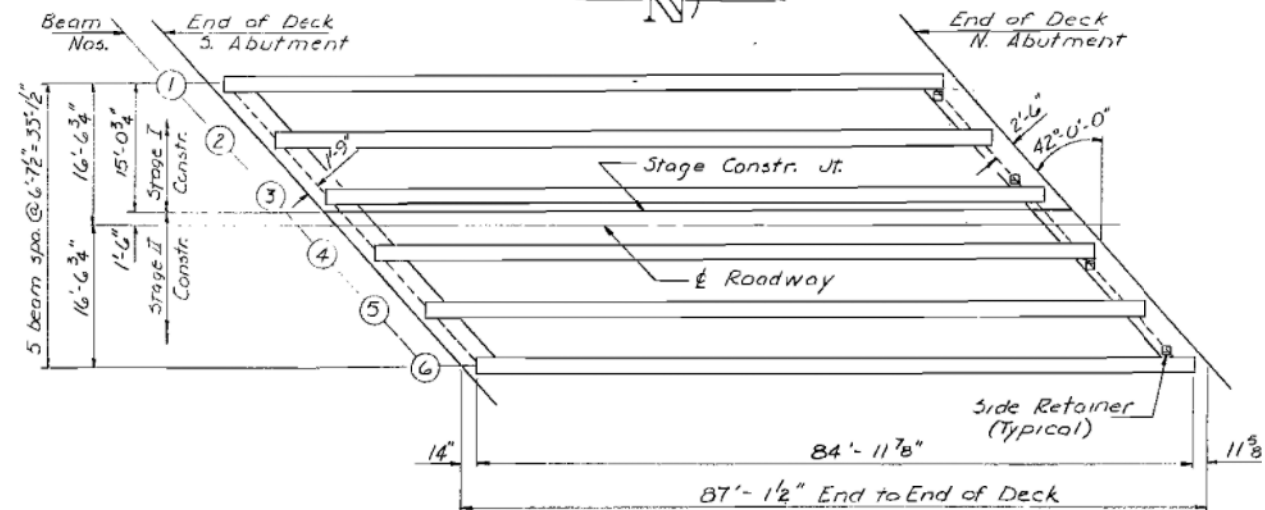 Beam
Nos.
End of Deck
S. Abutment
End of Deck
N. Abutment
1
2
3
4
5
6
5 beam spa. @ 6'-7½" = 33'-1½"
16'-6¾"
16'-6¾"
15'-0¾"
1'-6"
Stage I
Constr.
Stage II
Constr.
1'-9"
2'-6"
42°-0'-0"
Stage Constr. Jt.
℄ Roadway
Side Retainer
(Typical)
14"
84'-11⅞"
11⅝
87'-1½" End to End of Deck